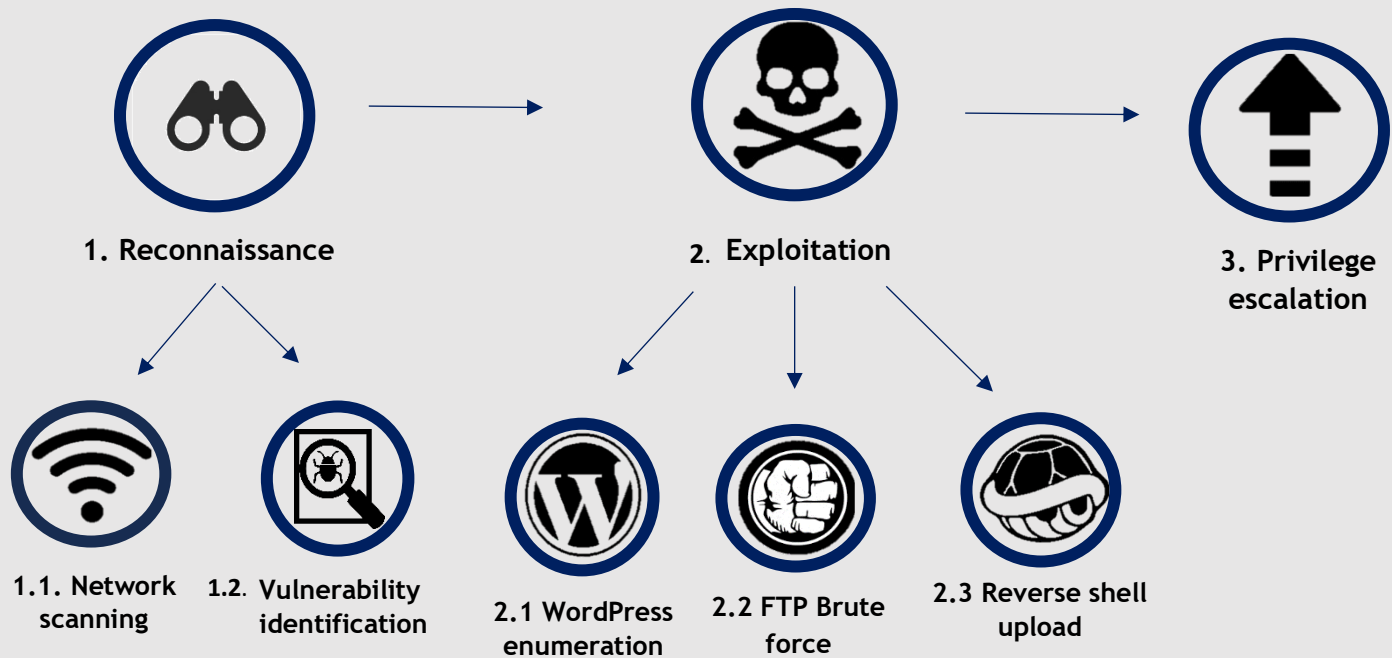 1. Reconnaissance
2. Exploitation
3. Privilege
escalation
1.1. Network
scanning
1.2. Vulnerability
identification
2.1 WordPress
enumeration
2.2 FTP Brute
force
2.3 Reverse shell
upload